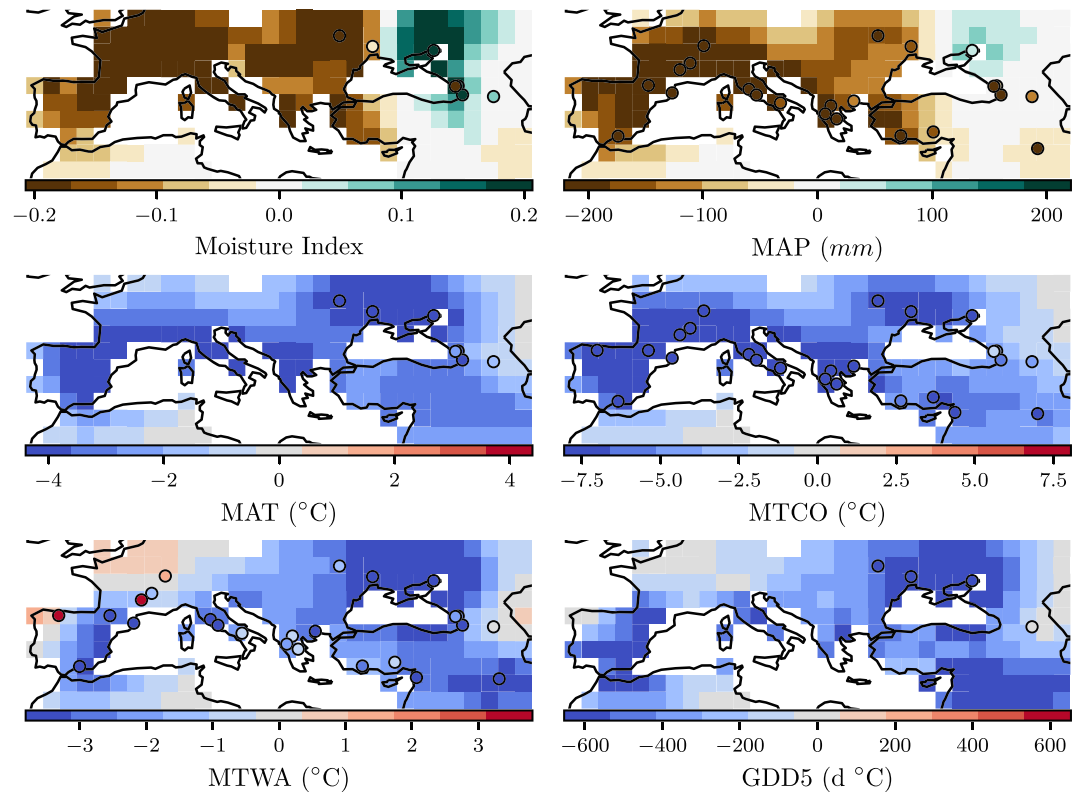 −0.2 −0.1 0.0 0.1 0.2
Moisture Index
−200 −100 0 100 200
MAP (mm)
−4 −2 0 2 4
MAT (°C)
−7.5 −5.0 −2.5 0.0 2.5 5.0 7.5
MTCO (°C)
−3 −2 −1 0 1 2 3
MTWA (°C)
−600 −400 −200 0 200 400 600
GDD5 (d °C)